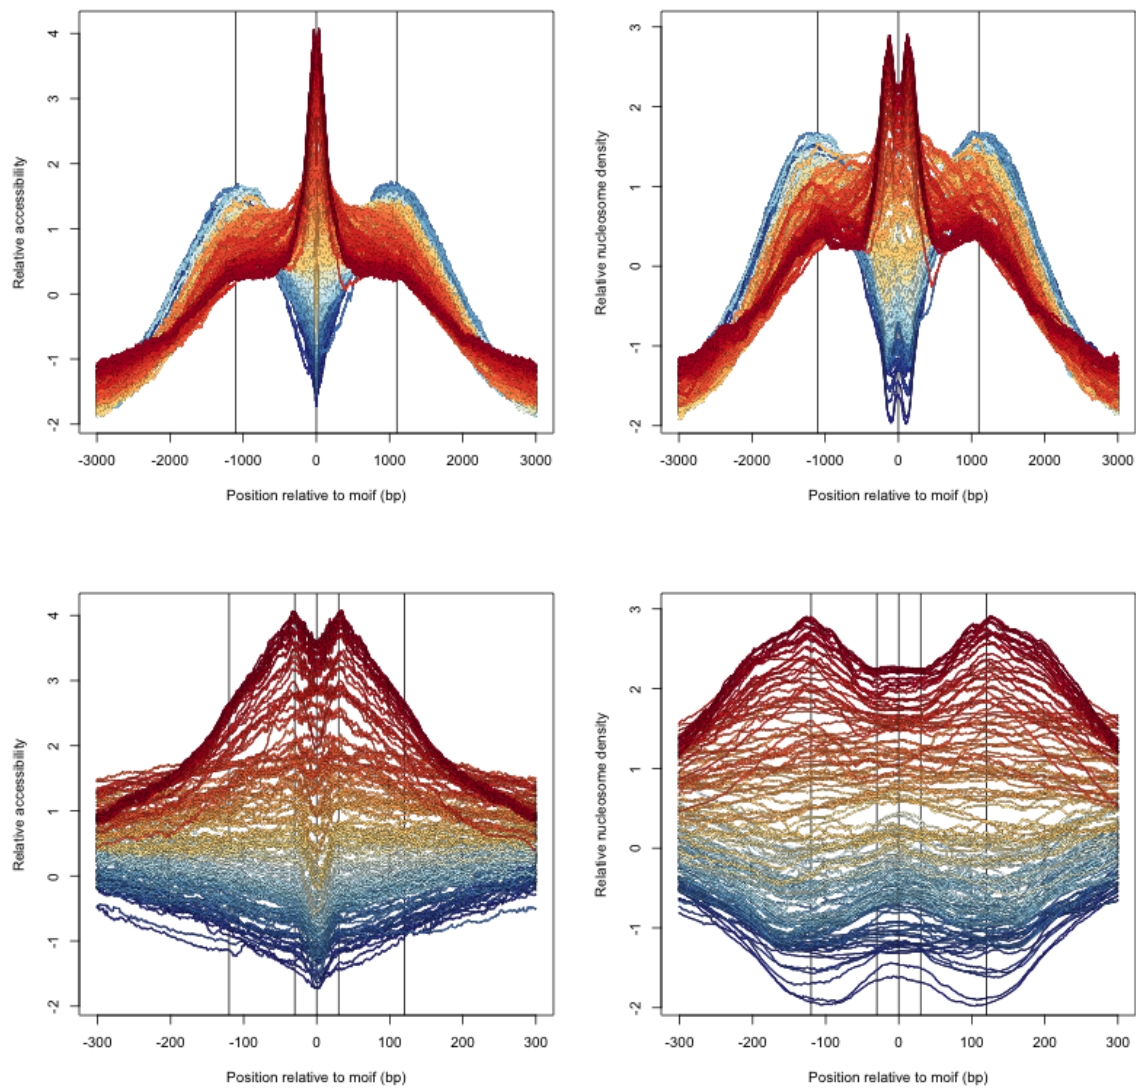 Relative accessibility
4
3
2
1
0
-1
-2
-3000 -1000 0 1000 2000 3000
Position relative to moif (bp)
Relative nucleosome density
3
2
1
0
-1
-2
-3000 -1000 0 1000 2000 3000
Position relative to moif (bp)
Relative accessibility
4
3
2
1
0
-1
-2
-300 -200 -100 0 100 200 300
Position relative to moif (bp)
Relative nucleosome density
3
2
1
0
-1
-2
-300 -200 -100 0 100 200 300
Position relative to moif (bp)